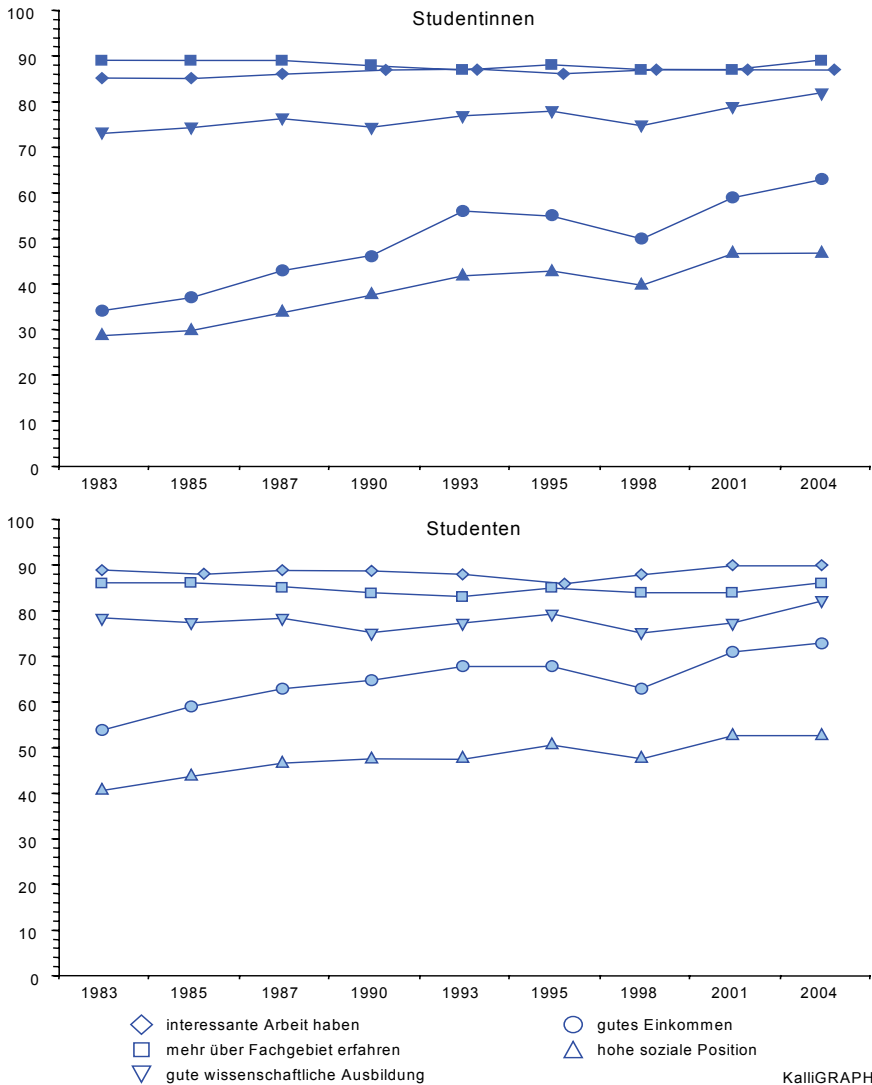 Studentinnen
100
90
80
70
60
50
40
30
20
10
0
1983 1985 1987 1990 1993 1995 1998 2001 2004
Studenten
100
90
80
70
60
50
40
30
20
10
0
1983 1985 1987 1990 1993 1995 1998 2001 2004
interessante Arbeit haben
gutes Einkommen
mehr über Fachgebiet erfahren
hohe soziale Position
gute wissenschaftliche Ausbildung
KalliGRAPH